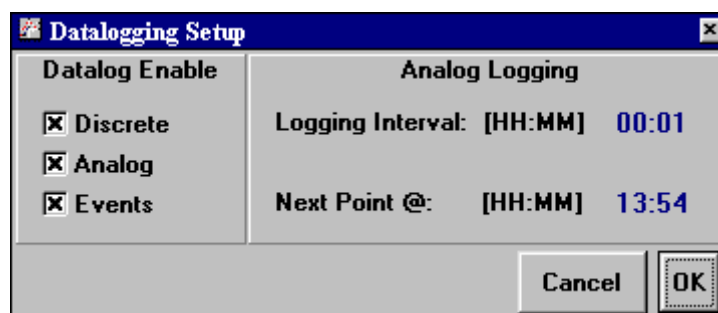 Datalogging Setup
Datalog Enable
Discrete
Analog
Events
Analog Logging
Logging Interval: [HH:MM] 00:01
Next Point @: [HH:MM] 13:54
Cancel OK